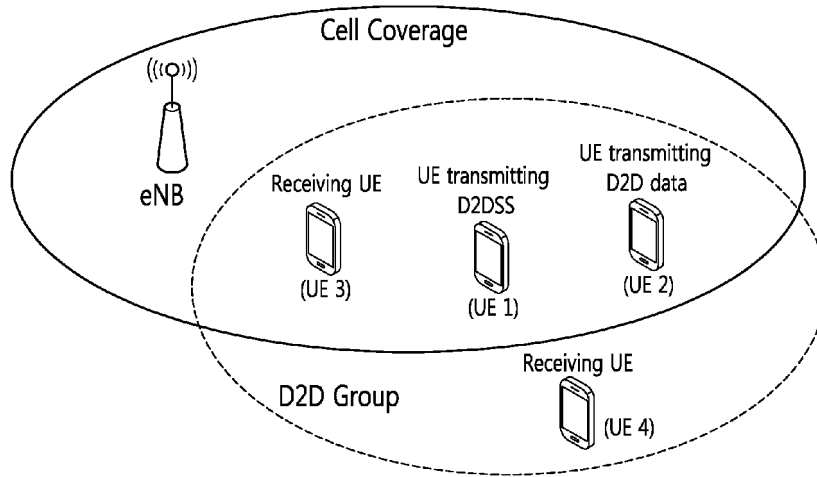 Cell Coverage
eNB
Receiving UE
(UE 3)
UE transmitting
D2DSS
(UE 1)
UE transmitting
D2D data
(UE 2)
D2D Group
Receiving UE
(UE 4)